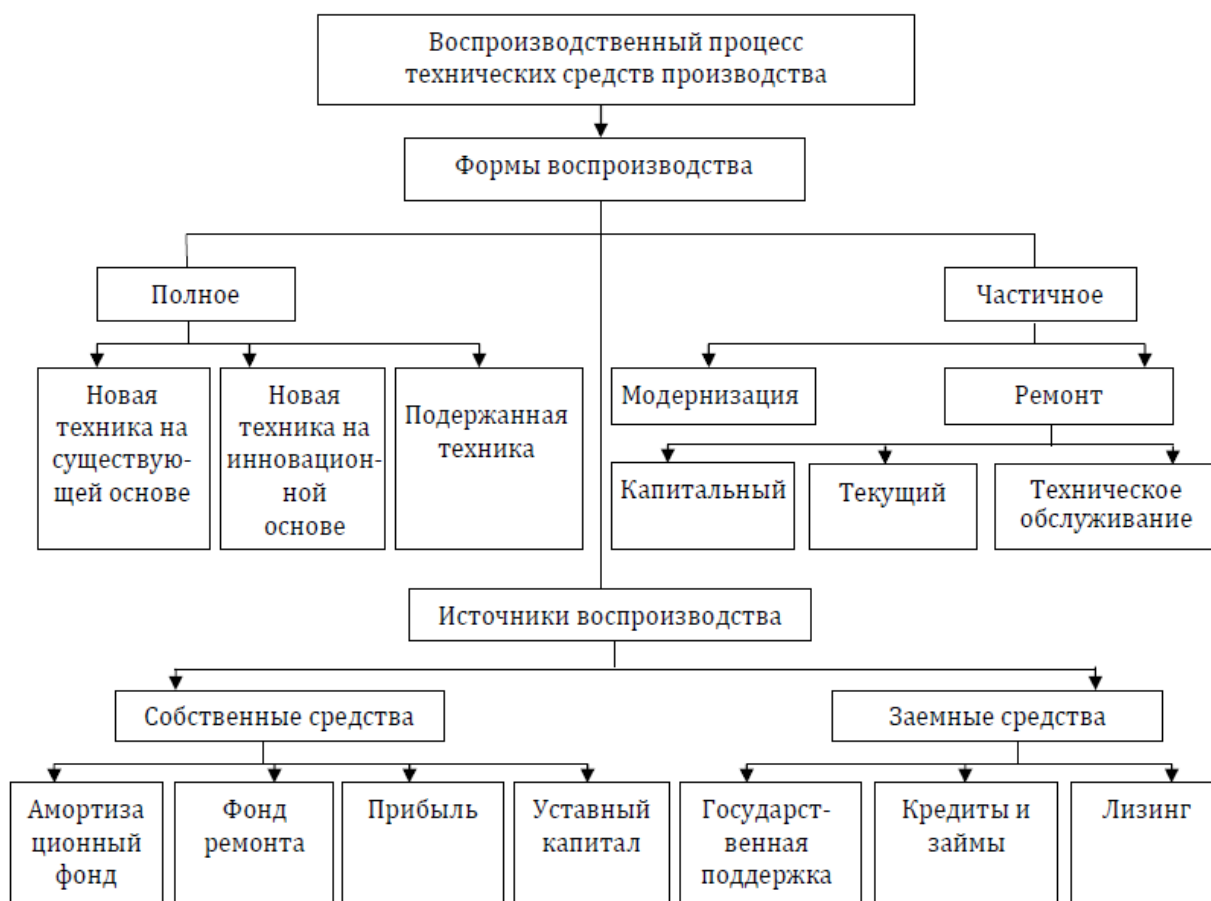 Воспроизводственный процесс
технических средств производства
Формы воспроизводства
Полное
Частичное
Новая
техника на
существую-
щей основе
Новая
техника на
инновацион-
ной
основе
Подержанная
техника
Модернизация
Ремонт
Капитальный
Текущий
Техническое
обслуживание
Источники воспроизводства
Собственные средства
Заемные средства
Амортиза
ционный
фонд
Фонд
ремонта
Прибыль
Уставный
капитал
Государст-
венная
поддержка
Кредиты и
займы
Лизинг